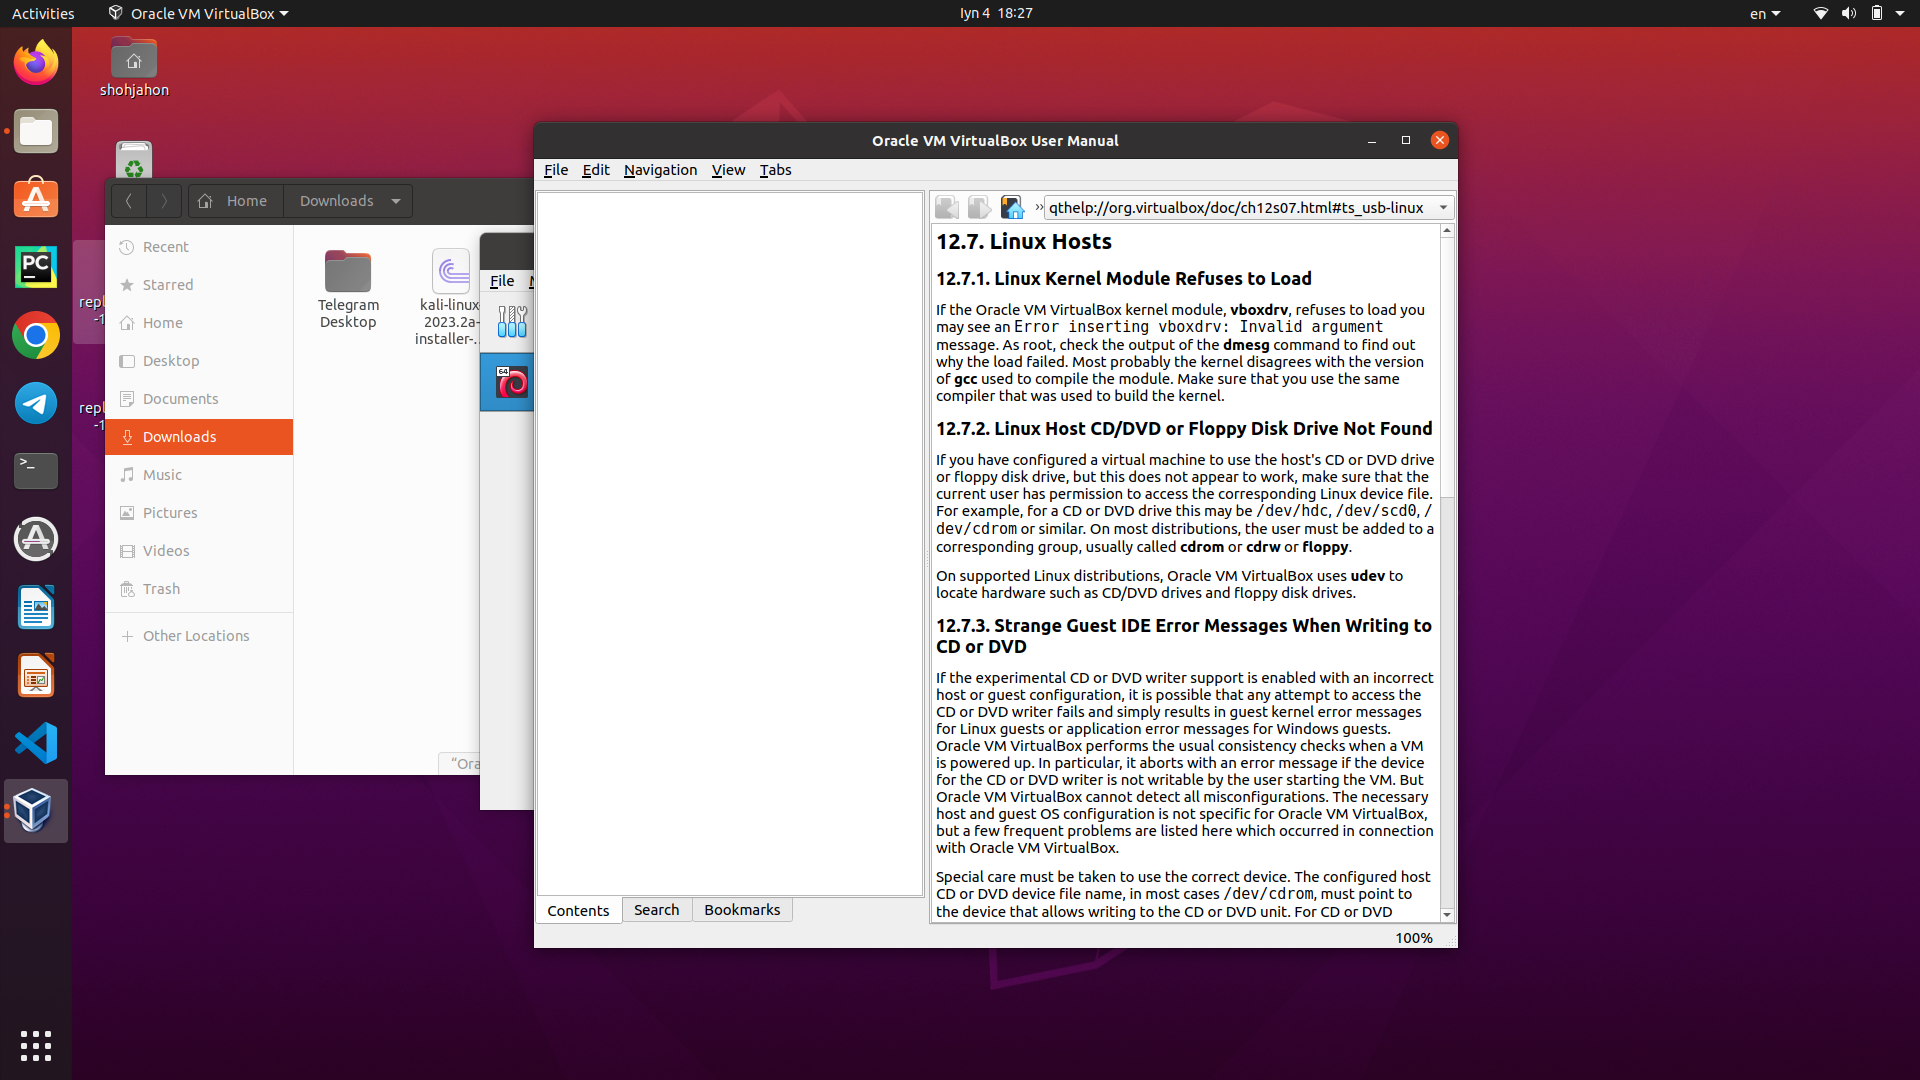 Activities
Oracle VM VirtualBox
Iyn 4 18:27
en
shohjahon
Home
Downloads
Recent
Starred
Home
Desktop
Documents
Downloads
Music
Pictures
Videos
Trash
Other Locations
repl
-1
repl
-1
Telegram
Desktop
kali-linux-
2023.2a-
installer-...
"Ora
File
64
PC
>_
Oracle VM VirtualBox User Manual
File Edit Navigation View Tabs
qthelp://org.virtualbox/doc/ch12s07.html#ts_usb-linux
12.7. Linux Hosts
12.7.1. Linux Kernel Module Refuses to Load
If the Oracle VM VirtualBox kernel module, vboxdrv, refuses to load you
may see an Error inserting vboxdrv: Invalid argument
message. As root, check the output of the dmesg command to find out
why the load failed. Most probably the kernel disagrees with the version
of gcc used to compile the module. Make sure that you use the same
compiler that was used to build the kernel.
12.7.2. Linux Host CD/DVD or Floppy Disk Drive Not Found
If you have configured a virtual machine to use the host's CD or DVD drive
or floppy disk drive, but this does not appear to work, make sure that the
current user has permission to access the corresponding Linux device file.
For example, for a CD or DVD drive this may be /dev/hdc, /dev/scd0, /
dev/cdrom or similar. On most distributions, the user must be added to a
corresponding group, usually called cdrom or cdrw or floppy.
On supported Linux distributions, Oracle VM VirtualBox uses udev to
locate hardware such as CD/DVD drives and floppy disk drives.
12.7.3. Strange Guest IDE Error Messages When Writing to
CD or DVD
If the experimental CD or DVD writer support is enabled with an incorrect
host or guest configuration, it is possible that any attempt to access the
CD or DVD writer fails and simply results in guest kernel error messages
for Linux guests or application error messages for Windows guests.
Oracle VM VirtualBox performs the usual consistency checks when a VM
is powered up. In particular, it aborts with an error message if the device
for the CD or DVD writer is not writable by the user starting the VM. But
Oracle VM VirtualBox cannot detect all misconfigurations. The necessary
host and guest OS configuration is not specific for Oracle VM VirtualBox,
but a few frequent problems are listed here which occurred in connection
with Oracle VM VirtualBox.
Special care must be taken to use the correct device. The configured host
CD or DVD device file name, in most cases /dev/cdrom, must point to
the device that allows writing to the CD or DVD unit. For CD or DVD
Contents Search Bookmarks
100%